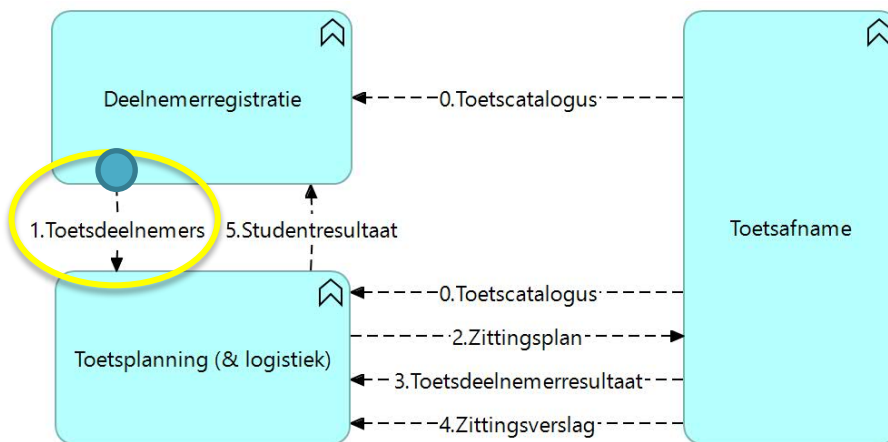 Deelnemerregistratie
0.Toetscatalogus
1.Toetsdeelnemers
5.Studentresultaat
Toetsafname
0.Toetscatalogus
2.Zittingsplan
Toetsplanning (& logistiek)
3.Toetsdeelnemerresultaat
4.Zittingsverslag